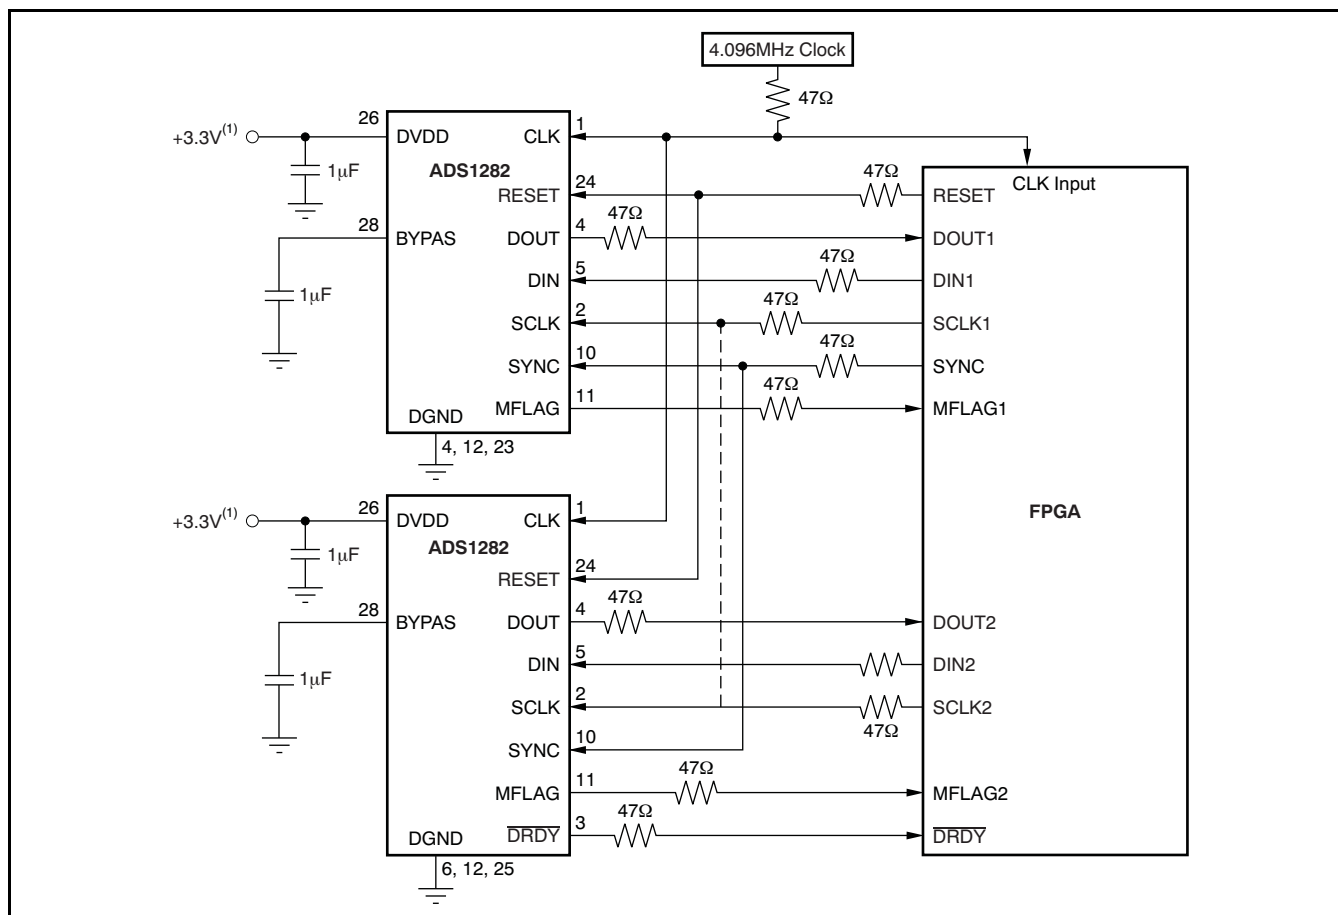 4.096MHz Clock
47Ω
+3.3V(1)
26
DVDD
CLK
1
1μF
ADS1282
CLK Input
RESET
24
47Ω
RESET
28
BYPAS
DOUT
4
47Ω
DOUT1
1μF
DIN
5
47Ω
DIN1
SCLK
2
47Ω
SCLK1
SYNC
10
47Ω
SYNC
MFLAG
11
47Ω
MFLAG1
DGND
4, 12, 23
+3.3V(1)
26
DVDD
CLK
1
FPGA
1μF
ADS1282
RESET
24
28
BYPAS
DOUT
4
47Ω
DOUT2
1μF
DIN
5
DIN2
SCLK
2
47Ω
SCLK2
SYNC
10
MFLAG
11
47Ω
MFLAG2
DRDY
3
47Ω
DRDY
DGND
6, 12, 25